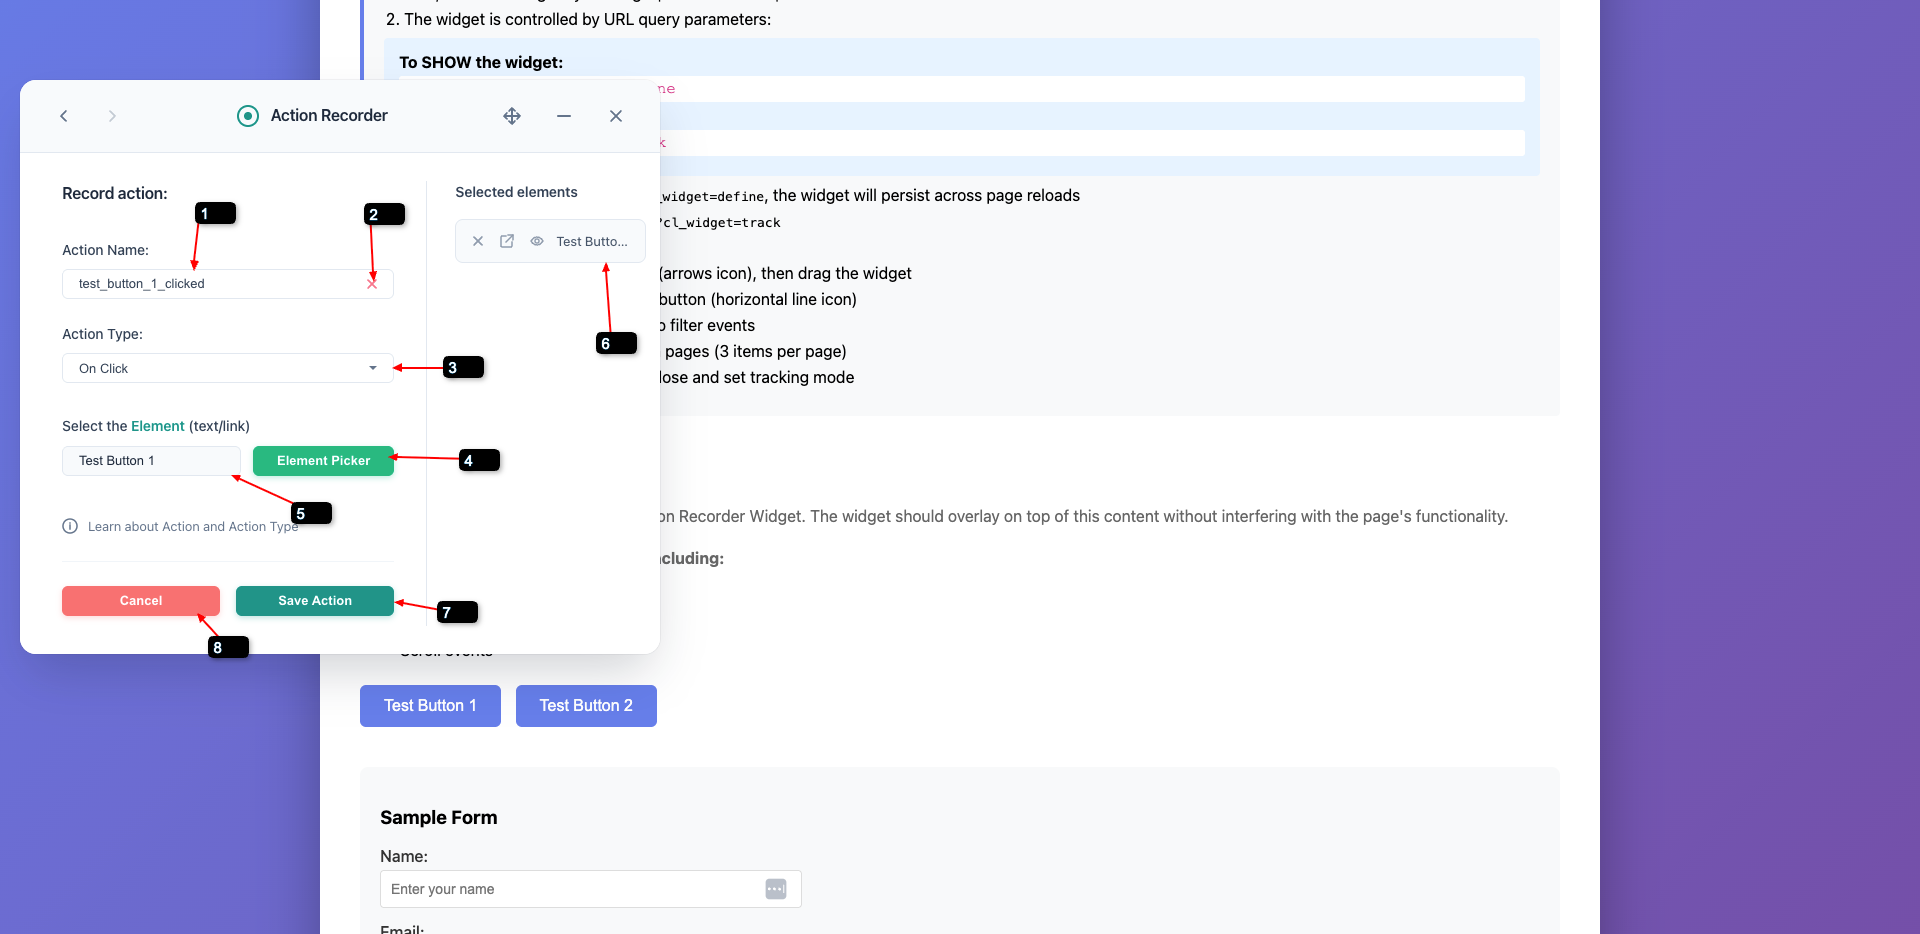 2. The widget is controlled by URL query parameters:
To SHOW the widget:
ne
k
_widget=define, the widget will persist across page reloads
?cl_widget=track
(arrows icon), then drag the widget
button (horizontal line icon)
o filter events
pages (3 items per page)
lose and set tracking mode
Action Recorder
Record action:
1
2
Action Name:
test_button_1_clicked
Action Type:
On Click
3
Select the Element (text/link)
Test Button 1
Element Picker
4
5
Learn about Action and Action Type
Cancel
Save Action
7
8
Selected elements
Test Butto...
6
on Recorder Widget. The widget should overlay on top of this content without interfering with the page's functionality.
cluding:
Scroll events
Test Button 1
Test Button 2
Sample Form
Name:
Enter your name
Email: